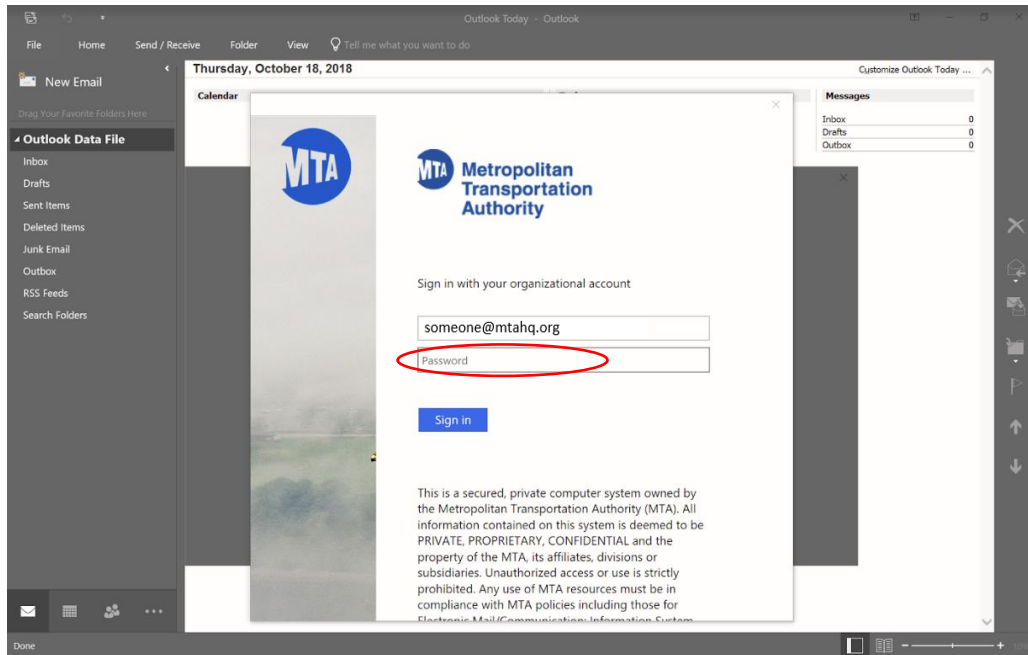 Outlook Today - Outlook
File Home Send / Receive Folder View Tell me what you want to do
New Email
Drag Your Favorite Folders Here
Outlook Data File
Inbox
Drafts
Sent Items
Deleted Items
Junk Email
Outbox
RSS Feeds
Search Folders
Thursday, October 18, 2018
Customize Outlook Today ...
Calendar
Messages
Inbox 0
Drafts 0
Outbox 0
MTA
MTA
Metropolitan
Transportation
Authority
Sign in with your organizational account
someone@mtahq.org
Password
Sign in
This is a secured, private computer system owned by
the Metropolitan Transportation Authority (MTA). All
information contained on this system is deemed to be
PRIVATE, PROPRIETARY, CONFIDENTIAL and the
property of the MTA, its affiliates, divisions or
subsidiaries. Unauthorized access or use is strictly
prohibited. Any use of MTA resources must be in
compliance with MTA policies including those for
Electronic Mail/Communication; Information System
Done